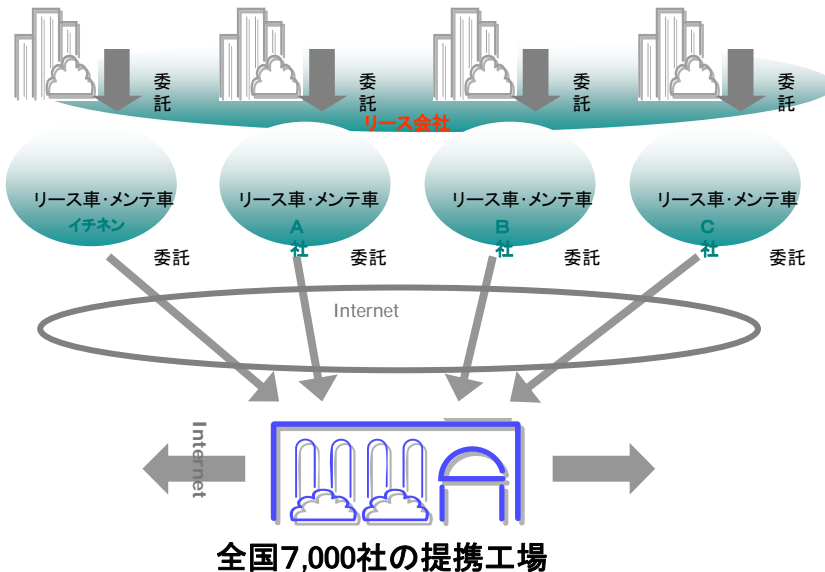 委託
委託
委託
委託
リース会社
リース車・メンテ車
リース車・メンテ車
リース車・メンテ車
リース車・メンテ車
イチネン
A社
B社
C社
委託
委託
委託
委託
Internet
Internet
全国7,000社の提携工場